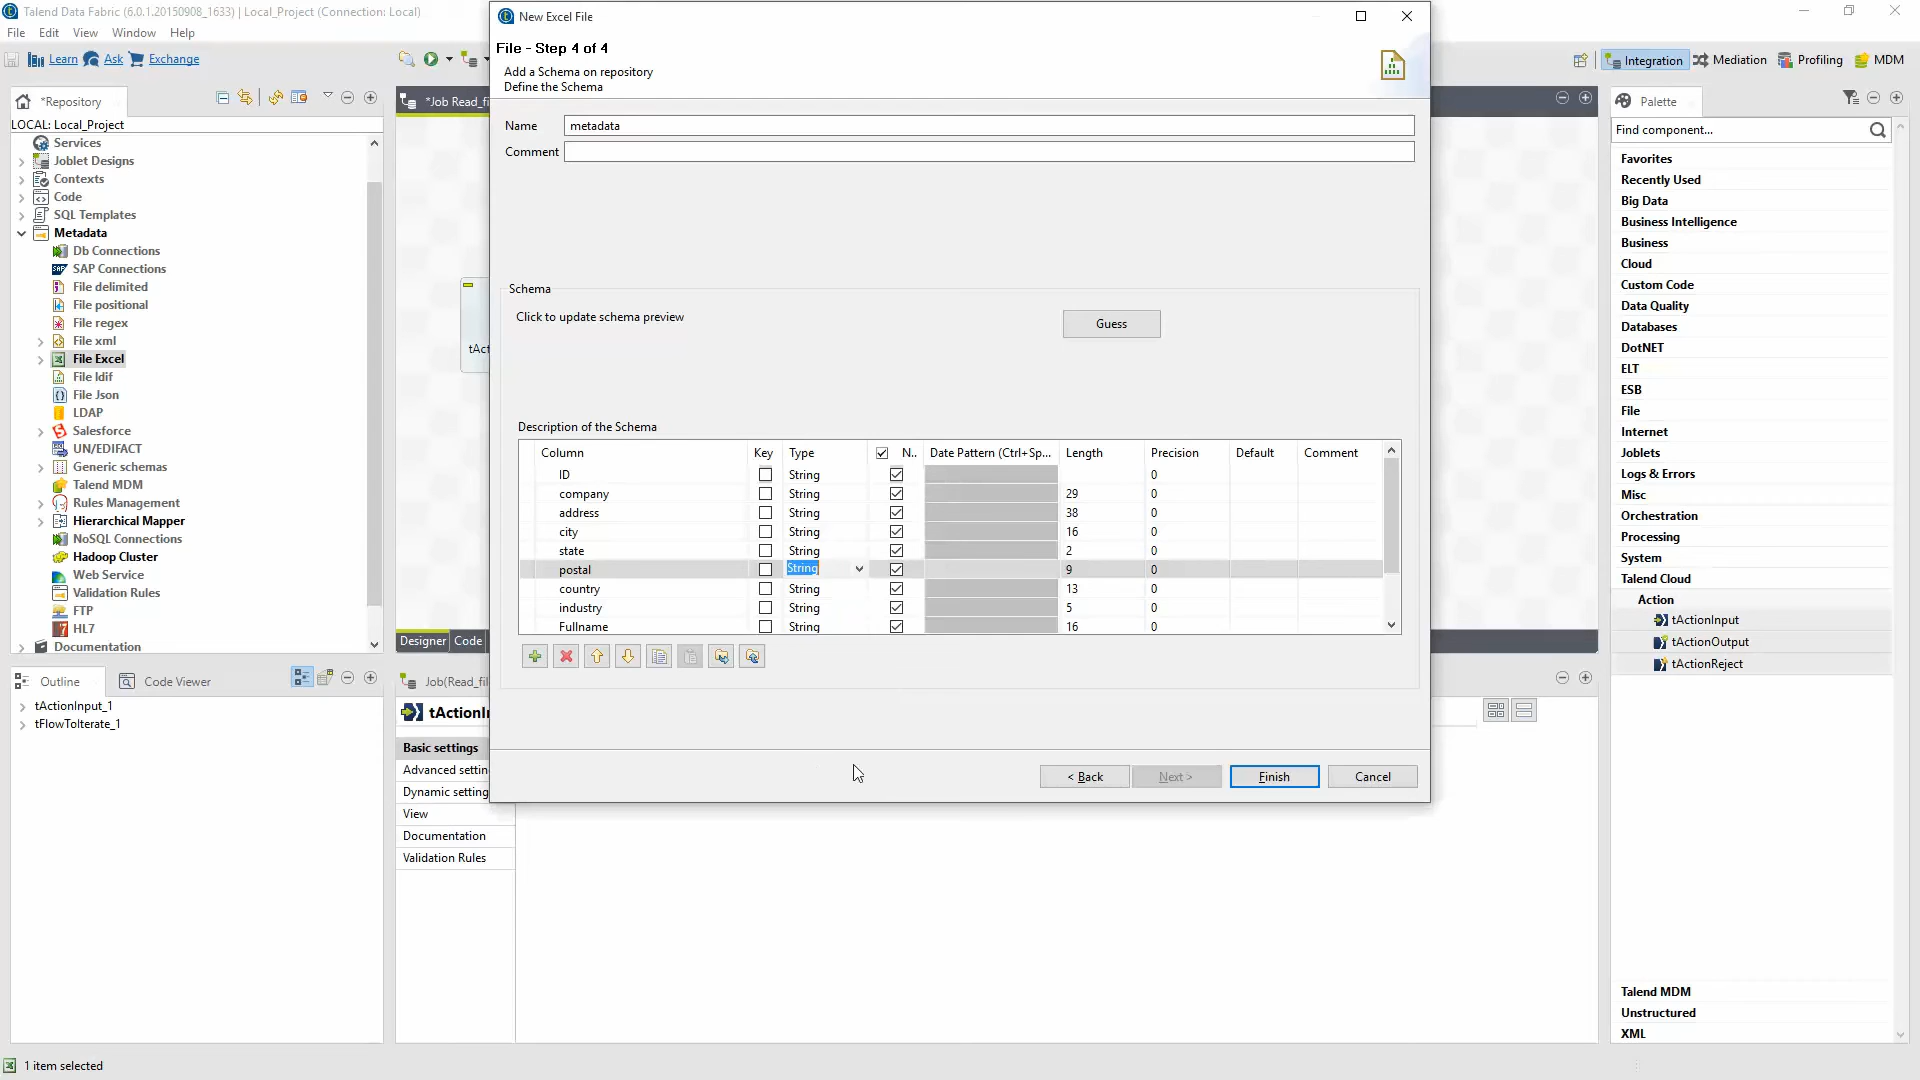 Talend Data Fabric (6.0.1.20150908_1633) | Local_Project (Connection: Local)
File Edit View Window Help
Learn Ask Exchange
Integration Mediation Profiling MDM
*Repository
LOCAL: Local_Project
Services
Joblet Designs
Contexts
Code
SQL Templates
Metadata
Db Connections
SAP Connections
File delimited
File positional
File regex
File xml
File Excel
File ldif
File Json
LDAP
Salesforce
UN/EDIFACT
Generic schemas
Talend MDM
Rules Management
Hierarchical Mapper
NoSQL Connections
Hadoop Cluster
Web Service
Validation Rules
FTP
HL7
Documentation
Outline Code Viewer
tActionInput_1
tFlowToIterate_1
1 item selected
*Job Read_fi
tAct
Designer Code
Job(Read_fil
tActionIn
Basic settings
Advanced settin
Dynamic setting
View
Documentation
Validation Rules
New Excel File
File - Step 4 of 4
Add a Schema on repository
Define the Schema
Name metadata
Comment
Schema
Click to update schema preview
Guess
Description of the Schema
Column Key Type N.. Date Pattern (Ctrl+Sp... Length Precision Default Comment
ID String 0
company String 29 0
address String 38 0
city String 16 0
state String 2 0
postal String 9 0
country String 13 0
industry String 5 0
Fullname String 16 0
< Back Next > Finish Cancel
Palette
Find component...
Favorites
Recently Used
Big Data
Business Intelligence
Business
Cloud
Custom Code
Data Quality
Databases
DotNET
ELT
ESB
File
Internet
Joblets
Logs & Errors
Misc
Orchestration
Processing
System
Talend Cloud
Action
tActionInput
tActionOutput
tActionReject
Talend MDM
Unstructured
XML